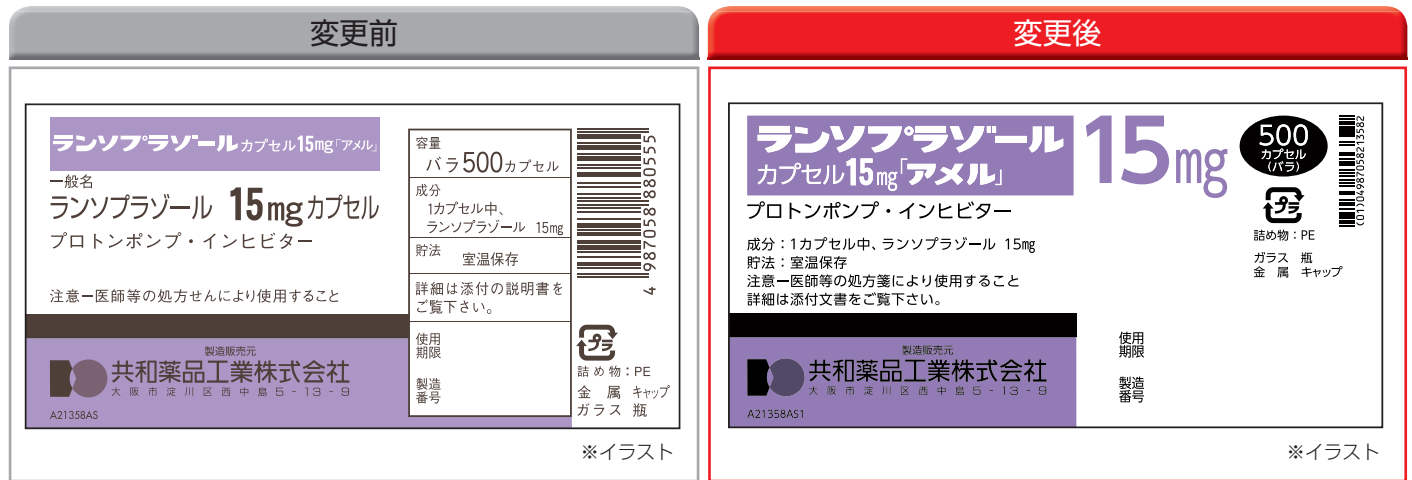 変更前
ランソプラゾール カプセル15mg「アメル」
一般名
ランソプラゾール 15mgカプセル
プロトンポンプ・インヒビター
注意ー医師等の処方せんにより使用すること
製造販売元
共和薬品工業株式会社
大阪市淀川区西中島5-13-9
A21358AS
容量
バラ500カプセル
成分
1カプセル中、
ランソプラゾール 15mg
貯法
室温保存
詳細は添付の説明書を
ご覧下さい。
使用
期限
製造
番号
4 987058 880555
プラ
詰め物：PE
金属 キャップ
ガラス 瓶
※イラスト
変更後
ランソプラゾール
カプセル15mg「アメル」
15mg
プロトンポンプ・インヒビター
成分：1カプセル中、ランソプラゾール 15mg
貯法：室温保存
注意ー医師等の処方箋により使用すること
詳細は添付文書をご覧下さい。
製造販売元
共和薬品工業株式会社
大阪市淀川区西中島5-13-9
A21358AS1
500
カプセル
(バラ)
プラ
詰め物：PE
ガラス 瓶
金属 キャップ
(01)04987058213582
使用
期限
製造
番号
※イラスト